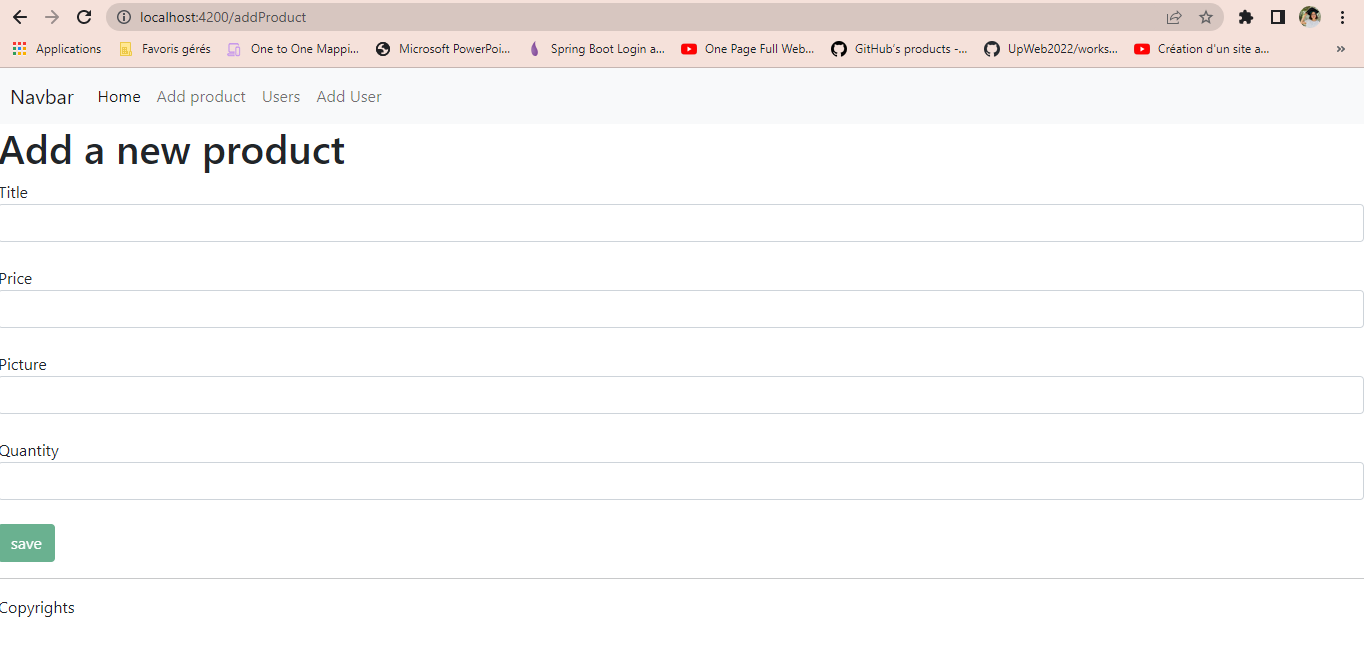 localhost:4200/addProduct
Applications Favoris gérés One to One Mappi... Microsoft PowerPoi... Spring Boot Login a... One Page Full Web... GitHub's products -... UpWeb2022/works... Création d'un site a... »
Navbar Home Add product Users Add User
Add a new product
Title
Price
Picture
Quantity
save
Copyrights